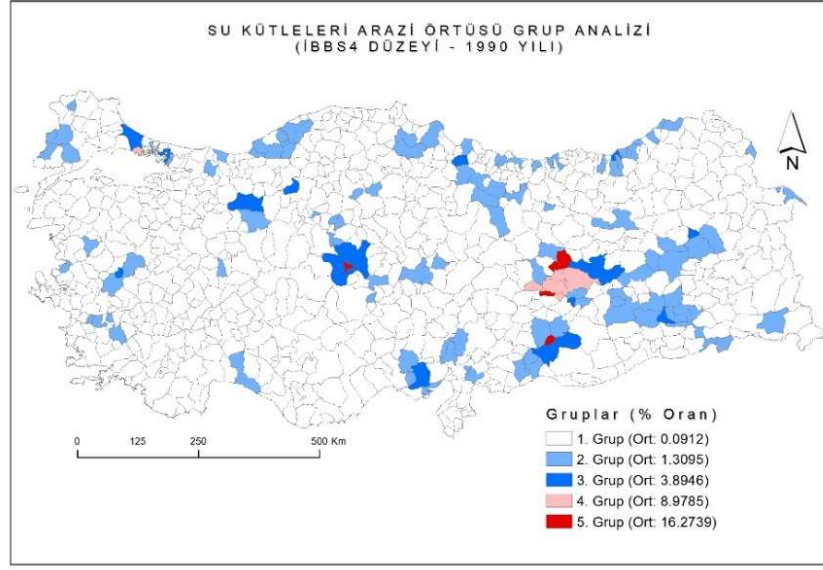 SU KÜTLELERİ ARAZİ ÖRTÜSÜ GRUP ANALİZİ
(İBBS4 DÜZEYİ - 1990 YILI)
N
Gruplar (% Oran)
1. Grup (Ort: 0.0912)
2. Grup (Ort: 1.3095)
3. Grup (Ort: 3.8946)
4. Grup (Ort: 8.9785)
5. Grup (Ort: 16.2739)
0 125 250 500 Km